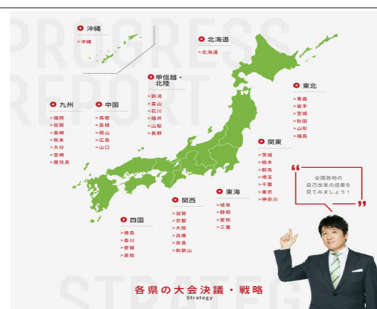 PROGRESS
REPORT
沖縄
>沖縄
北海道
>北海道
甲信越・
北陸
>新潟
>富山
>石川
>福井
>山梨
>長野
東北
>青森
>岩手
>宮城
>秋田
>山形
>福島
九州
>福岡
>佐賀
>長崎
>熊本
>大分
>宮崎
>鹿児島
中国
>鳥取
>島根
>岡山
>広島
>山口
関東
>茨城
>栃木
>群馬
>埼玉
>千葉
>東京
>神奈川
東海
>岐阜
>静岡
>愛知
>三重
関西
>滋賀
>京都
>大阪
>兵庫
>奈良
>和歌山
四国
>徳島
>香川
>愛媛
>高知
全国各地の
自己改革の成果を
見てみましょう!
STRATEG
各県の大会決議・戦略
Strategy